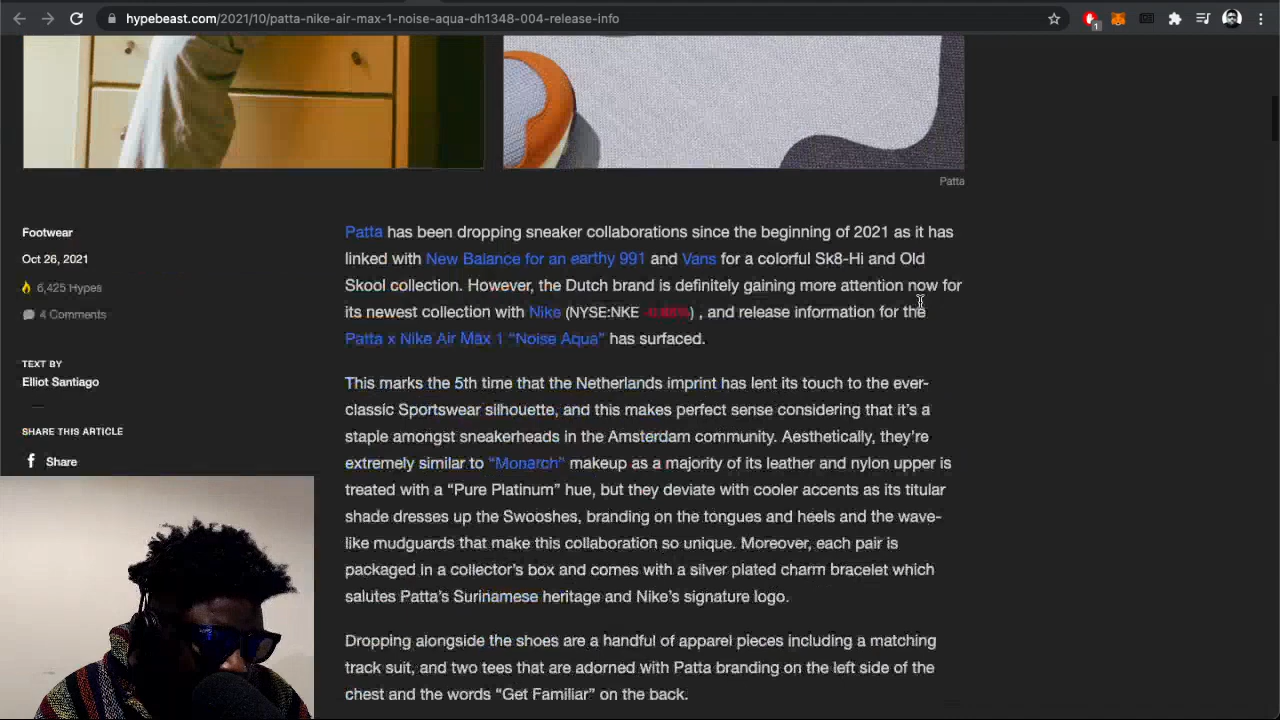 hypebeast.com/2021/10/patta-nike-air-max-1-noise-aqua-dh1348-004-release-info
1
Patta
Footwear
Oct 26, 2021
6,425 Hypes
4 Comments
TEXT BY
Elliot Santiago
SHARE THIS ARTICLE
Share
Patta has been dropping sneaker collaborations since the beginning of 2021 as it has
linked with New Balance for an earthy 991 and Vans for a colorful Sk8-Hi and Old
Skool collection. However, the Dutch brand is definitely gaining more attention now for
its newest collection with Nike (NYSE:NKE ) , and release information for the
Patta x Nike Air Max 1 “Noise Aqua” has surfaced.
This marks the 5th time that the Netherlands imprint has lent its touch to the ever-
classic Sportswear silhouette, and this makes perfect sense considering that it’s a
staple amongst sneakerheads in the Amsterdam community. Aesthetically, they’re
extremely similar to “Monarch” makeup as a majority of its leather and nylon upper is
treated with a “Pure Platinum” hue, but they deviate with cooler accents as its titular
shade dresses up the Swooshes, branding on the tongues and heels and the wave-
like mudguards that make this collaboration so unique. Moreover, each pair is
packaged in a collector’s box and comes with a silver plated charm bracelet which
salutes Patta’s Surinamese heritage and Nike’s signature logo.
Dropping alongside the shoes are a handful of apparel pieces including a matching
track suit, and two tees that are adorned with Patta branding on the left side of the
chest and the words “Get Familiar” on the back.